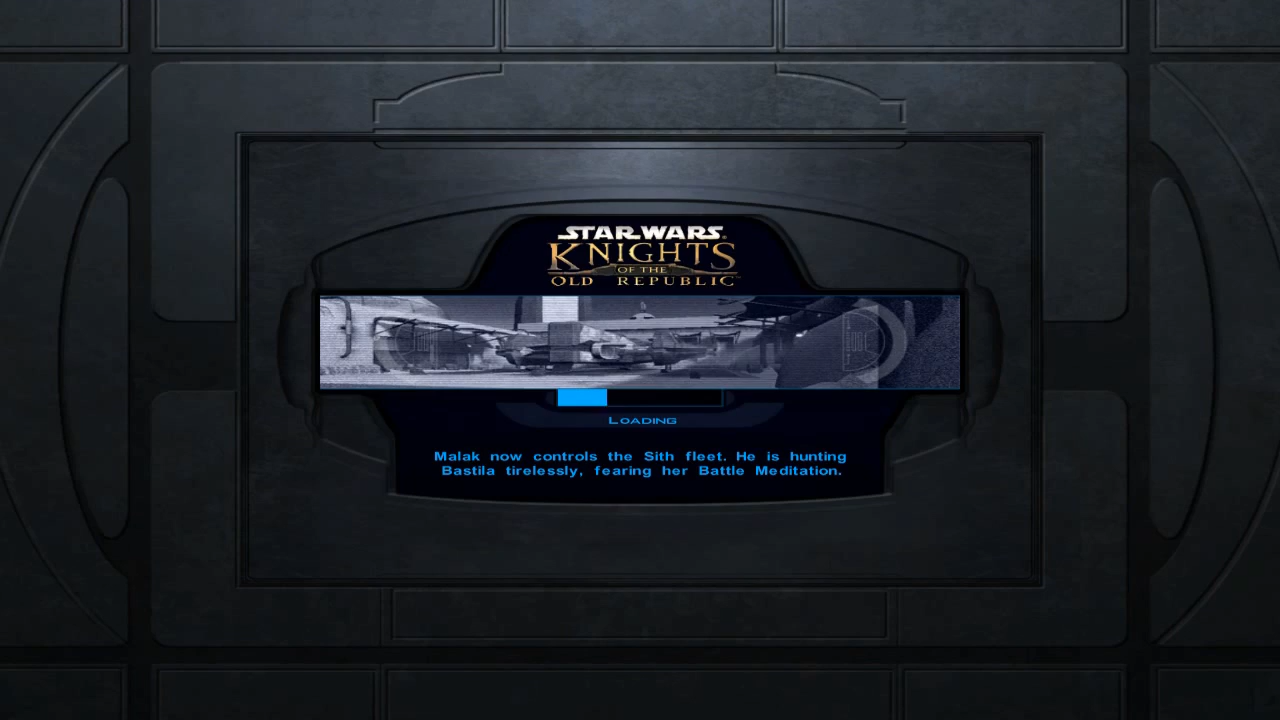 STAR WARS
KNIGHTS
OF THE
OLD REPUBLIC™
LOADING
Malak now controls the Sith fleet. He is hunting
Bastila tirelessly, fearing her Battle Meditation.